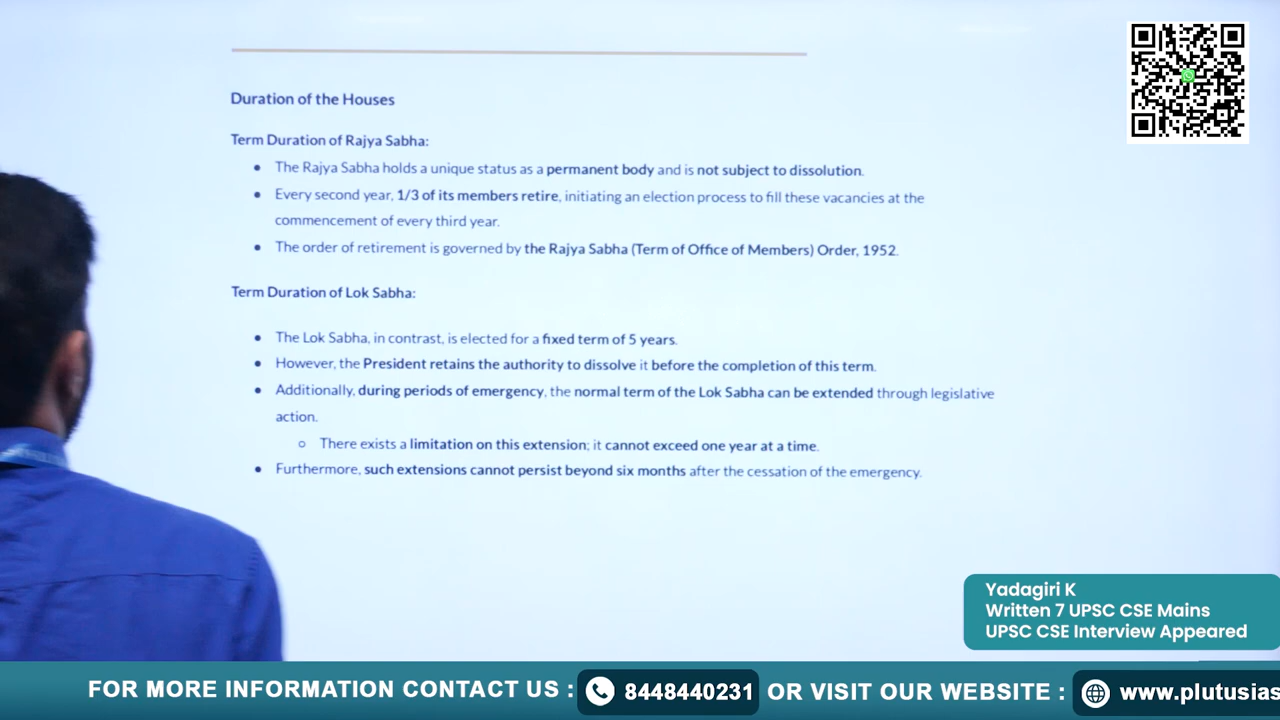 Duration of the Houses
Term Duration of Rajya Sabha:
• The Rajya Sabha holds a unique status as a permanent body and is not subject to dissolution.
• Every second year, 1/3 of its members retire, initiating an election process to fill these vacancies at the
commencement of every third year.
• The order of retirement is governed by the Rajya Sabha (Term of Office of Members) Order, 1952.
Term Duration of Lok Sabha:
• The Lok Sabha, in contrast, is elected for a fixed term of 5 years.
• However, the President retains the authority to dissolve it before the completion of this term.
• Additionally, during periods of emergency, the normal term of the Lok Sabha can be extended through legislative
action.
○ There exists a limitation on this extension; it cannot exceed one year at a time.
• Furthermore, such extensions cannot persist beyond six months after the cessation of the emergency.
Yadagiri K
Written 7 UPSC CSE Mains
UPSC CSE Interview Appeared
FOR MORE INFORMATION CONTACT US : 8448440231 OR VISIT OUR WEBSITE : www.plutusias